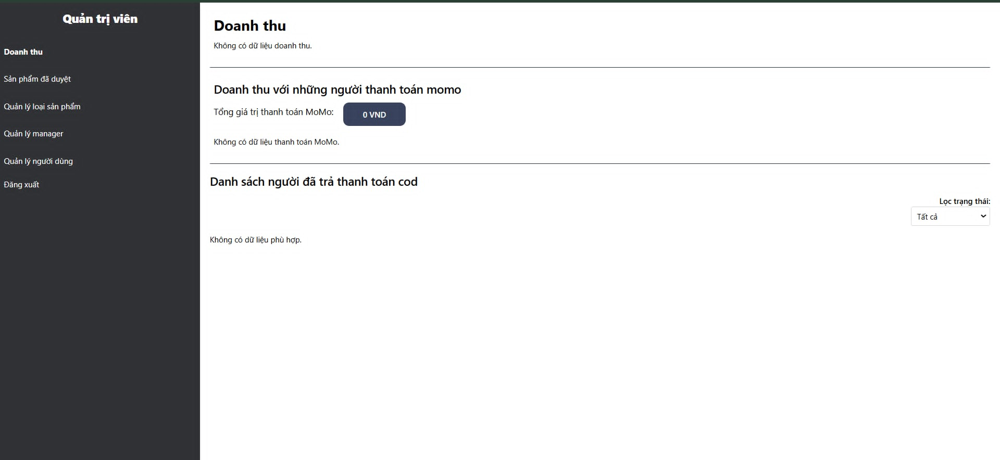 Quản trị viên
Doanh thu
Sản phẩm đã duyệt
Quản lý loại sản phẩm
Quản lý manager
Quản lý người dùng
Đăng xuất
Doanh thu
Không có dữ liệu doanh thu.
Doanh thu với những người thanh toán momo
Tổng giá trị thanh toán MoMo: 0 VND
Không có dữ liệu thanh toán MoMo.
Danh sách người đã trả thanh toán cod
Lọc trạng thái:
Tất cả
Không có dữ liệu phù hợp.